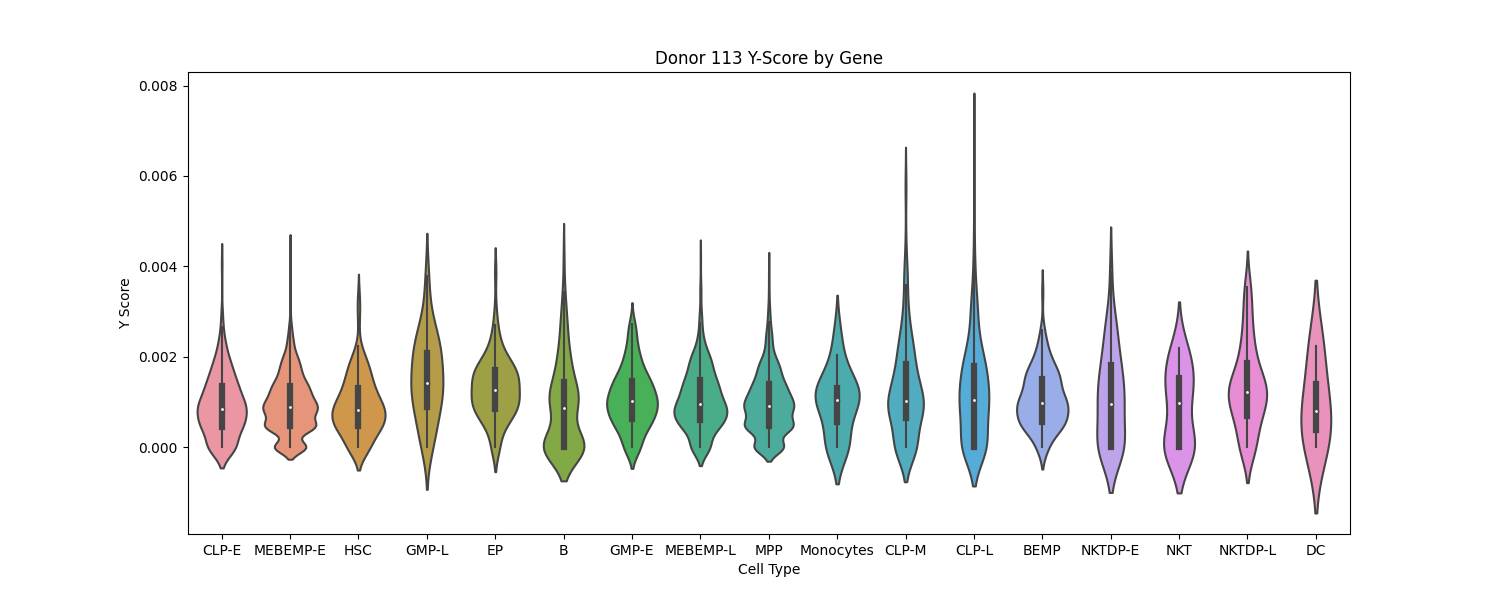 Donor 113 Y-Score by Gene
0.008
0.006
0.004
0.002
0.000
Y Score
CLP-E MEBEMP-E HSC GMP-L EP B GMP-E MEBEMP-L MPP Monocytes CLP-M CLP-L BEMP NKTDP-E NKT NKTDP-L DC
Cell Type